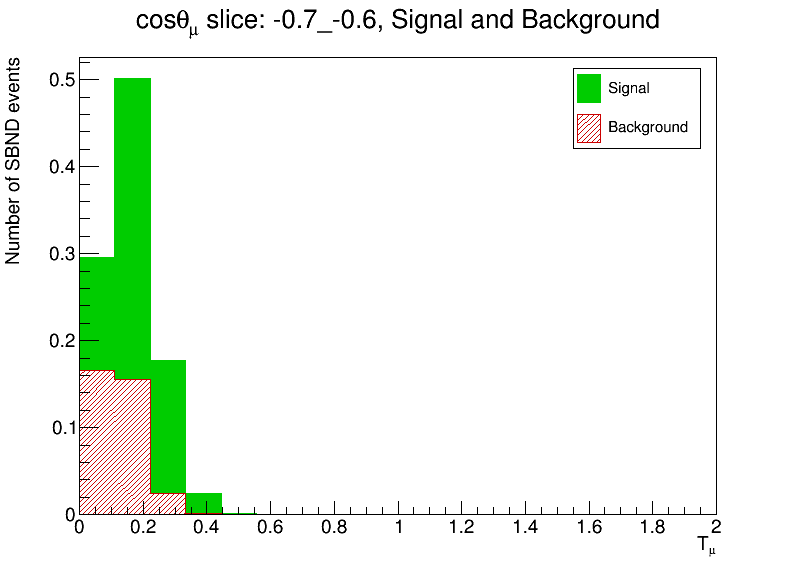 cosθμ slice: -0.7_-0.6, Signal and Background
Number of SBND events
Signal
Background
0.5
0.4
0.3
0.2
0.1
0
0 0.2 0.4 0.6 0.8 1 1.2 1.4 1.6 1.8 2
Tμ